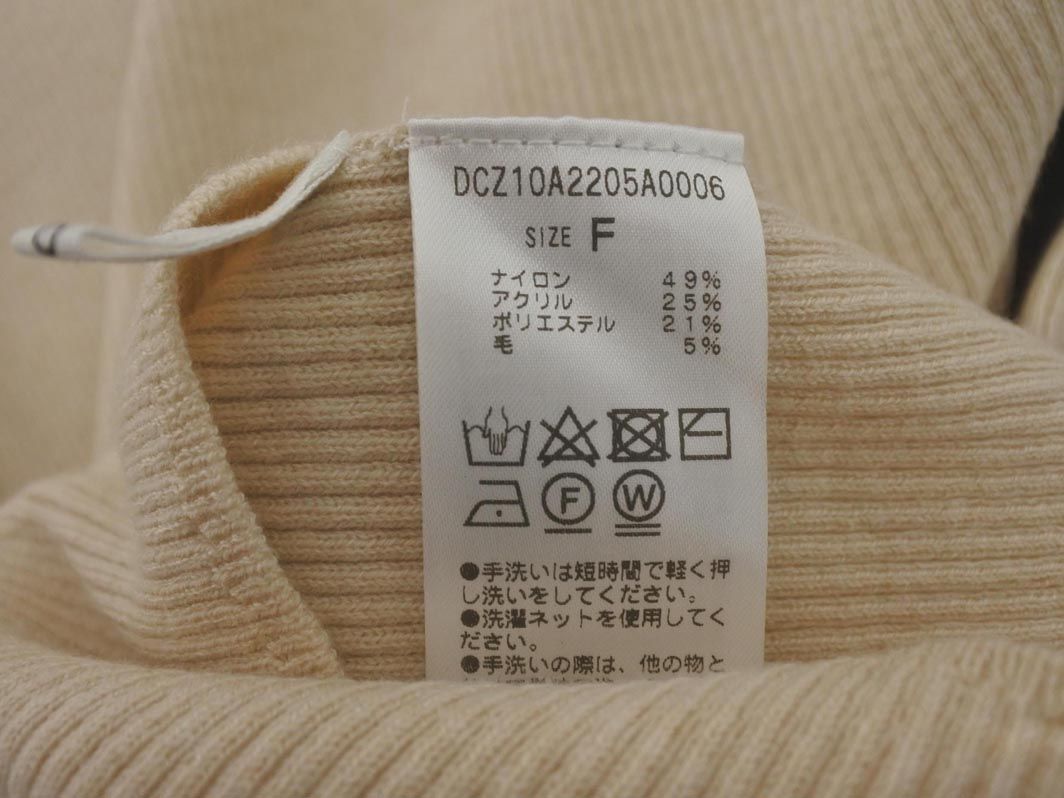 DCZ10A2205A0006
SIZE F
ナイロン 49%
アクリル 25%
ポリエステル 21%
毛 5%
F W
●手洗いは短時間で軽く押
し洗いをしてください。
●洗濯ネットを使用してく
ださい。
●手洗いの際は、他の物と